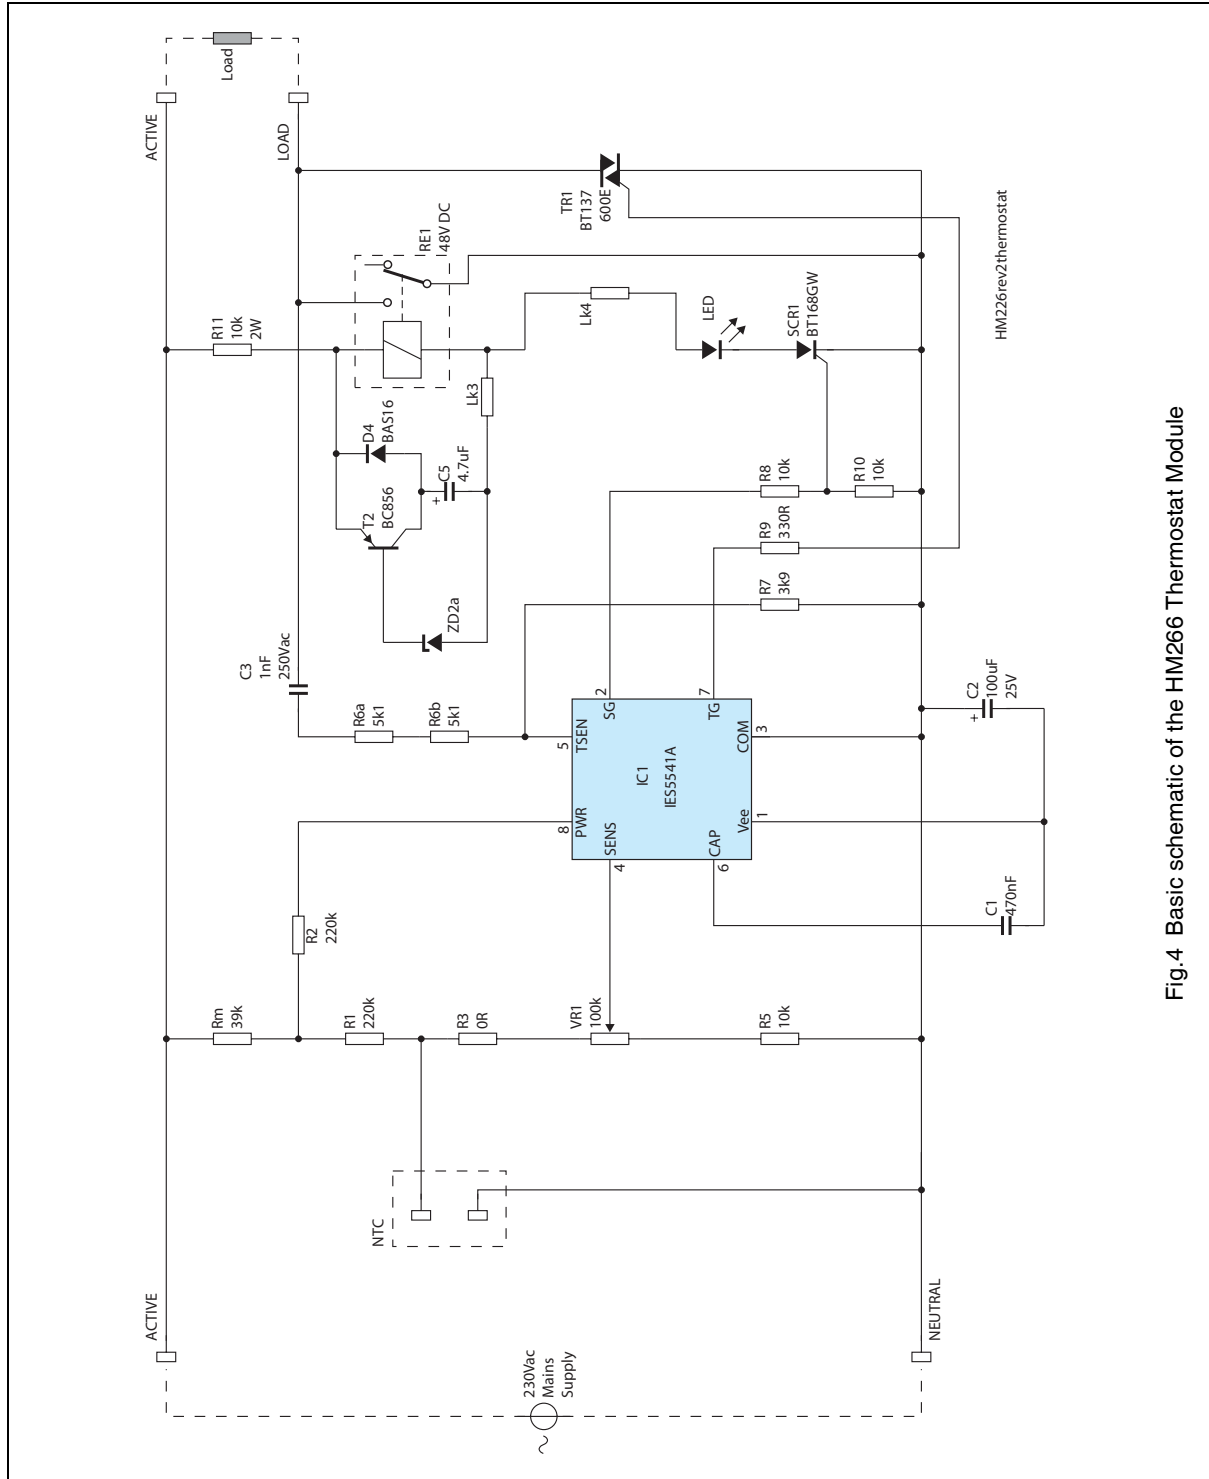 ACTIVE
230Vac
Mains
Supply
~
NEUTRAL
NTC
Rm
39k
R1
220k
R3
0R
VR1
100k
R5
10k
R2
220k
C1
470nF
8
PWR
4
SENS
6
CAP
Vee
1
IC1
IES5541A
5
TSEN
2
SG
7
TG
COM
3
+
C2
100uF
25V
C3
1nF
250Vac
R6a
5k1
R6b
5k1
ZD2a
T2
BC856
D4
BAS16
+
C5
4.7uF
Lk3
R7
3k9
R9
330R
R8
10k
R10
10k
R11
10k
2W
RE1
48V DC
Lk4
LED
SCR1
BT168GW
TR1
BT137
600E
ACTIVE
LOAD
Load
HM226rev2thermostat
Fig.4 Basic schematic of the HM266 Thermostat Module